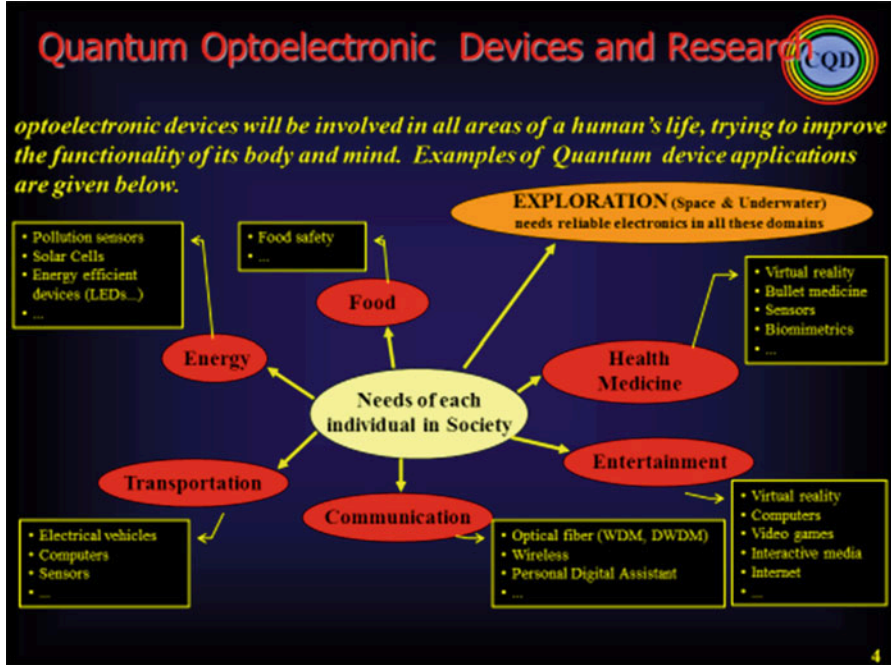 Quantum Optoelectronic Devices and Research
CQD
optoelectronic devices will be involved in all areas of a human's life, trying to improve
the functionality of its body and mind. Examples of Quantum device applications
are given below.
EXPLORATION (Space & Underwater)
needs reliable electronics in all these domains
• Pollution sensors
• Solar Cells
• Energy efficient
devices (LEDs...)
• ...
• Food safety
• ...
• Virtual reality
• Bullet medicine
• Sensors
• Biomimetrics
• ...
Food
Energy
Health
Medicine
Needs of each
individual in Society
Entertainment
Transportation
Communication
• Electrical vehicles
• Computers
• Sensors
• ...
• Optical fiber (WDM, DWDM)
• Wireless
• Personal Digital Assistant
• ...
• Virtual reality
• Computers
• Video games
• Interactive media
• Internet
• ...
4